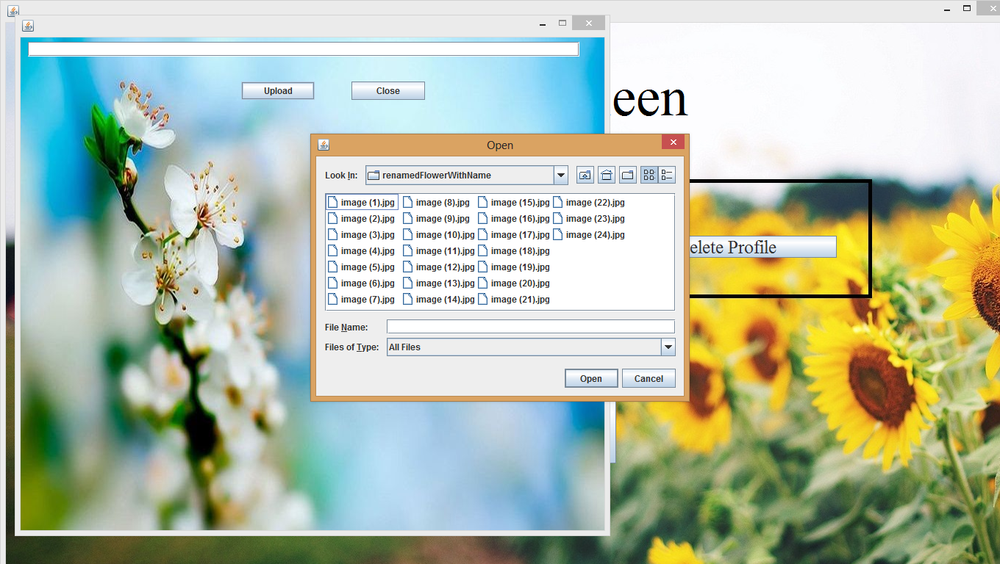 Upload Close
een
Open
Look In: renamedFlowerWithName
image (1).jpg image (8).jpg image (15).jpg image (22).jpg
image (2).jpg image (9).jpg image (16).jpg image (23).jpg
image (3).jpg image (10).jpg image (17).jpg image (24).jpg
image (4).jpg image (11).jpg image (18).jpg
image (5).jpg image (12).jpg image (19).jpg
image (6).jpg image (13).jpg image (20).jpg
image (7).jpg image (14).jpg image (21).jpg
elete Profile
File Name:
Files of Type: All Files
Open Cancel